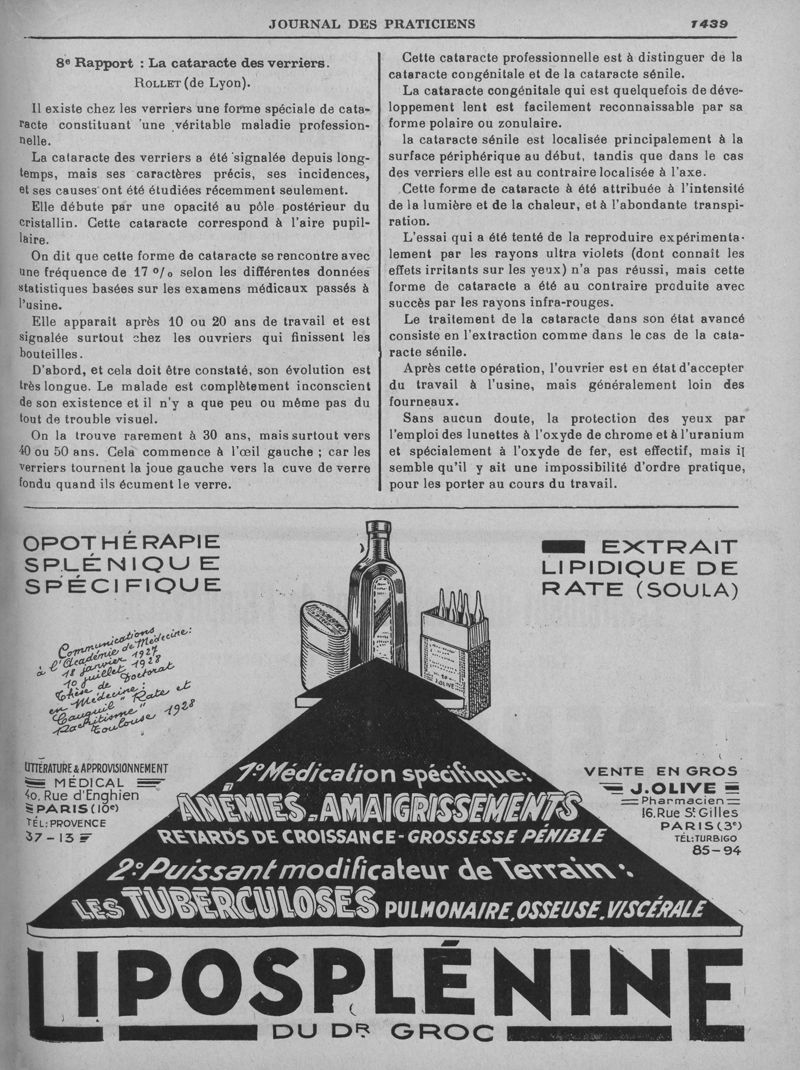 JOURNAL DES PRATICIENS
1439
8e Rapport : La cataracte des verriers.
ROLLET (de Lyon).
Il existe chez les verriers une forme spéciale de cata-
racte constituant une véritable maladie profession-
nelle.
La cataracte des verriers a été signalée depuis long-
temps, mais ses caractères précis, ses incidences,
et ses causes ont été étudiées récemment seulement.
Elle débute par une opacité au pôle postérieur du
cristallin. Cette cataracte correspond à l'aire pupil-
laire.
On dit que cette forme de cataracte se rencontre avec
une fréquence de 17 o/o selon les différentes données
statistiques basées sur les examens médicaux passés à
l'usine.
Elle apparait après 10 ou 20 ans de travail et est
signalée surtout chez les ouvriers qui finissent les
bouteilles.
D'abord, et cela doit être constaté, son évolution est
très longue. Le malade est complètement inconscient
de son existence et il n'y a que peu ou même pas du
tout de trouble visuel.
On la trouve rarement à 30 ans, mais surtout vers
40 ou 50 ans. Cela commence à l'œil gauche ; car les
verriers tournent la joue gauche vers la cuve de verre
fondu quand ils écument le verre.
Cette cataracte professionnelle est à distinguer de la
cataracte congénitale et de la cataracte sénile.
La cataracte congénitale qui est quelquefois de déve-
loppement lent est facilement reconnaissable par sa
forme polaire ou zonulaire.
la cataracte sénile est localisée principalement à la
surface périphérique au début, tandis que dans le cas
des verriers elle est au contraire localisée à l'axe.
Cette forme de cataracte à été attribuée à l'intensité
de la lumière et de la chaleur, et à l'abondante transpi-
ration.
L'essai qui a été tenté de la reproduire expérimenta-
lement par les rayons ultra violets (dont connait les
effets irritants sur les yeux) n'a pas réussi, mais cette
forme de cataracte a été au contraire produite avec
succès par les rayons infra-rouges.
Le traitement de la cataracte dans son état avancé
consiste en l'extraction comme dans le cas de la cata-
racte sénile.
Après cette opération, l'ouvrier est en état d'accepter
du travail à l'usine, mais généralement loin des
fourneaux.
Sans aucun doute, la protection des yeux par
l'emploi des lunettes à l'oxyde de chrome et à l'uranium
et spécialement à l'oxyde de fer, est effectif, mais il
semble qu'il y ait une impossibilité d'ordre pratique,
pour les porter au cours du travail.
OPOTHÉRAPIE
SPLÉNIQUE
SPÉCIFIQUE
EXTRAIT
LIPIDIQUE DE
RATE (SOULA)
Communications
à l'Académie de Médecine:
18 janvier 1927
10 juillet 1928
Thèse de Doctorat
en Médecine:
Cauquil "Rate et
Rachitisme"
Toulouse 1928
J.OLIVE
LITTÉRATURE & APPROVISIONNEMENT
MÉDICAL
40, Rue d'Enghien
PARIS (10e)
TÉL: PROVENCE
37-13
VENTE EN GROS
J.OLIVE
Pharmacien
16, Rue St Gilles
PARIS (3e)
TÉL: TURBIGO
85-94
1o Médication spécifique:
ANÉMIES - AMAIGRISSEMENTS
RETARDS DE CROISSANCE - GROSSESSE PÉNIBLE
2o Puissant modificateur de Terrain:
LES TUBERCULOSES PULMONAIRE, OSSEUSE, VISCÉRALE
LIPOSPLÉNINE
DU DR GROC